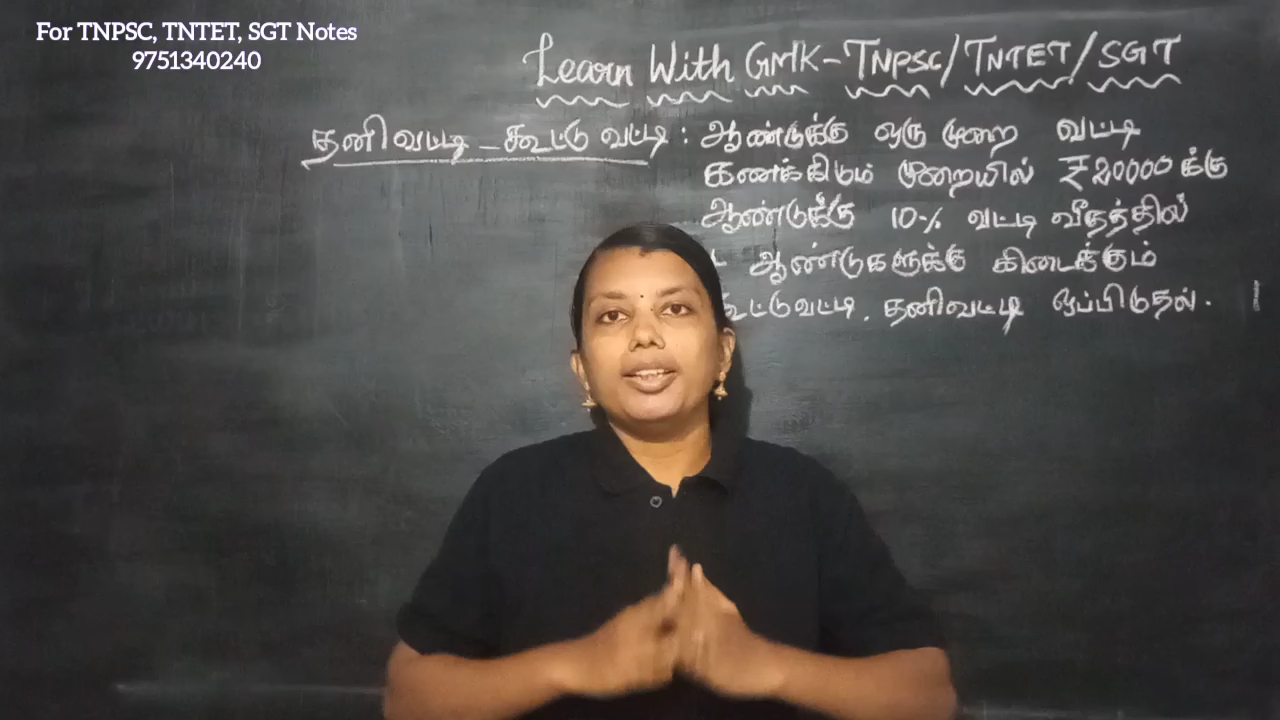 For TNPSC, TNTET, SGT Notes
9751340240
Learn With GMK - TNPSC/TNTET/SGT
தனிவட்டி - கூட்டு வட்டி : ஆண்டுக்கு ஒரு முறை வட்டி
கணக்கிடும் முறையில் ₹20000 க்கு
ஆண்டுக்கு 10% வட்டி வீதத்தில்
ஆண்டுகளுக்கு கிடைக்கும்
கூட்டுவட்டி, தனிவட்டி ஒப்பிடுதல்.